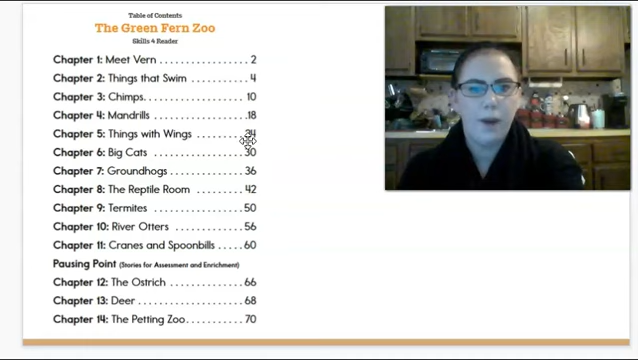 Table of Contents
The Green Fern Zoo
Skills 4 Reader
Chapter 1: Meet Vern .................. 2
Chapter 2: Things that Swim ........... 4
Chapter 3: Chimps...................... 10
Chapter 4: Mandrills .................. 18
Chapter 5: Things with Wings ........ 24
Chapter 6: Big Cats ................ 30
Chapter 7: Groundhogs ............... 36
Chapter 8: The Reptile Room ........ 42
Chapter 9: Termites ................ 50
Chapter 10: River Otters ........... 56
Chapter 11: Cranes and Spoonbills ..... 60
Pausing Point (Stories for Assessment and Enrichment)
Chapter 12: The Ostrich .............. 66
Chapter 13: Deer .................... 68
Chapter 14: The Petting Zoo........... 70